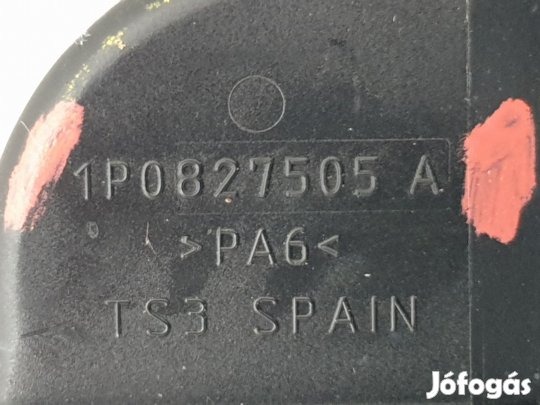 1P0827505 A
>PA6<
TS3 SPAIN
Jófogás